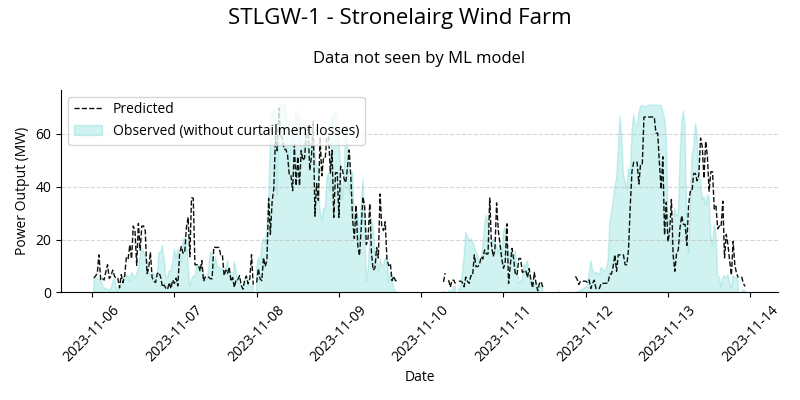 STLGW-1 - Stronelairg Wind Farm
Data not seen by ML model
Predicted
Observed (without curtailment losses)
Power Output (MW)
60
40
20
0
2023-11-06
2023-11-07
2023-11-08
2023-11-09
2023-11-10
2023-11-11
2023-11-12
2023-11-13
2023-11-14
Date